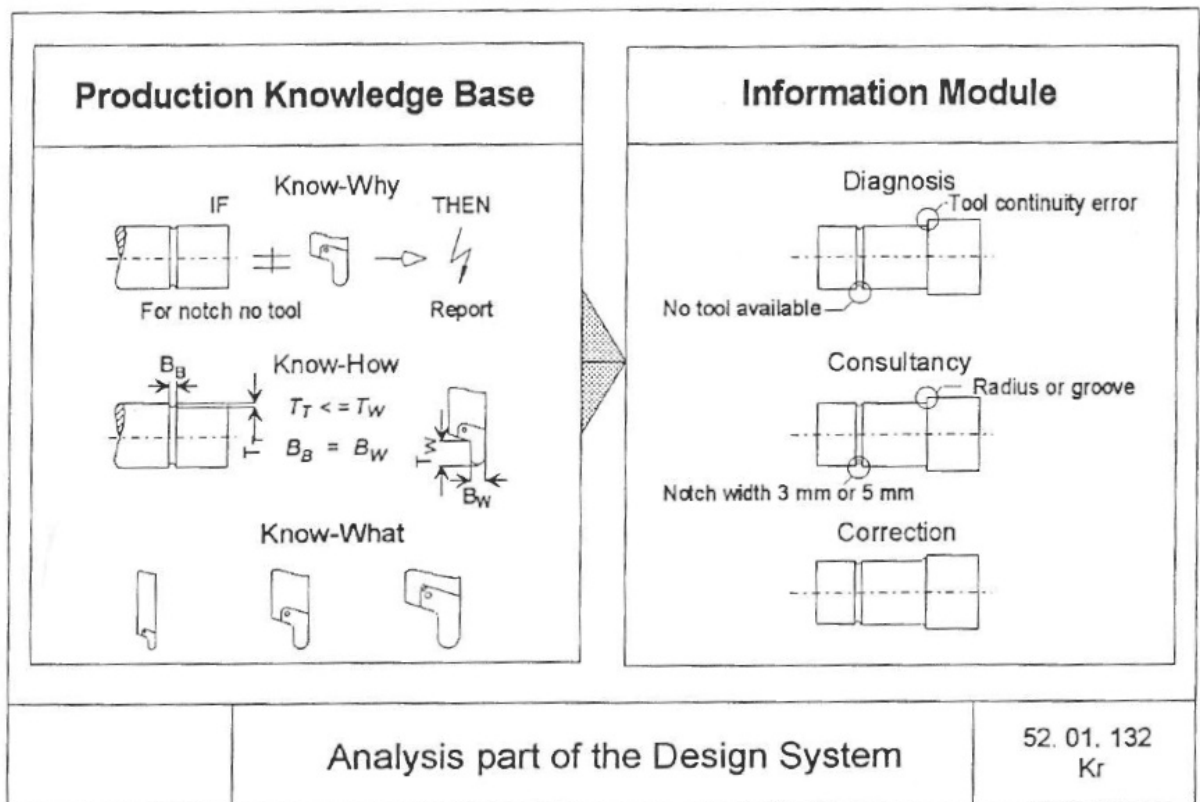 Production Knowledge Base
Know-Why
IF
THEN
For notch no tool
Report
Know-How
B_B
T_T
T_T <= T_W
B_B = B_W
T_W
B_W
Know-What
Information Module
Diagnosis
Tool continuity error
No tool available
Consultancy
Radius or groove
Notch width 3 mm or 5 mm
Correction
Analysis part of the Design System
52. 01. 132
Kr